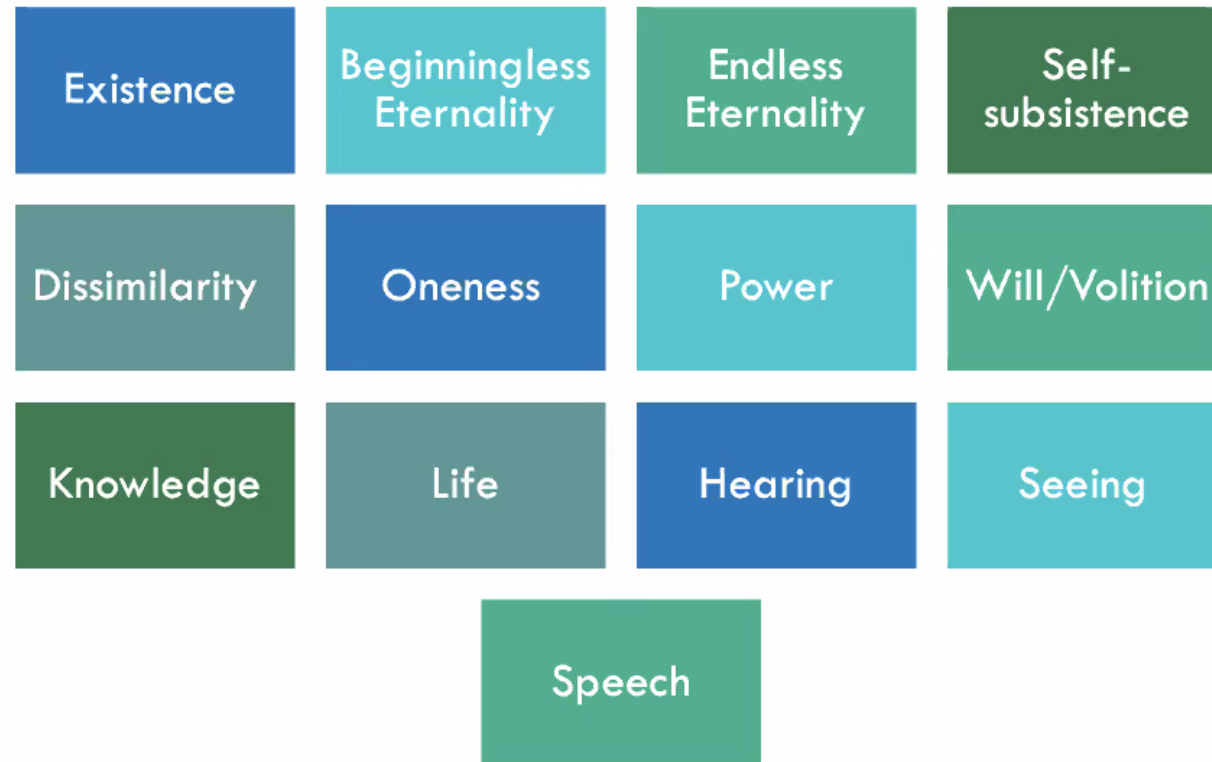 Existence
Beginningless
Eternality
Endless
Eternality
Self-
subsistence
Dissimilarity
Oneness
Power
Will/Volition
Knowledge
Life
Hearing
Seeing
Speech